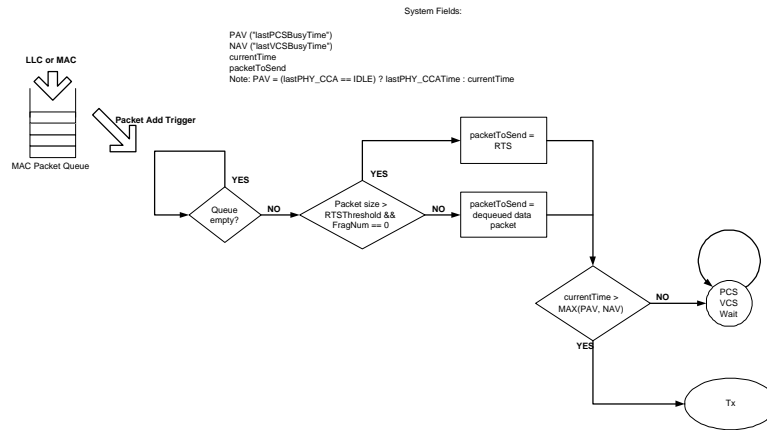 System Fields:
PAV ("lastPCSBusyTime")
NAV ("lastVCSBusyTime")
currentTime
packetToSend
Note: PAV = (lastPHY_CCA == IDLE) ? lastPHY_CCATime : currentTime
LLC or MAC
Packet Add Trigger
MAC Packet Queue
YES
Queue
empty?
NO
YES
Packet size >
RTSThreshold &&
FragNum == 0
NO
packetToSend =
RTS
packetToSend =
dequeued data
packet
currentTime >
MAX(PAV, NAV)
NO
PCS
VCS
Wait
YES
Tx